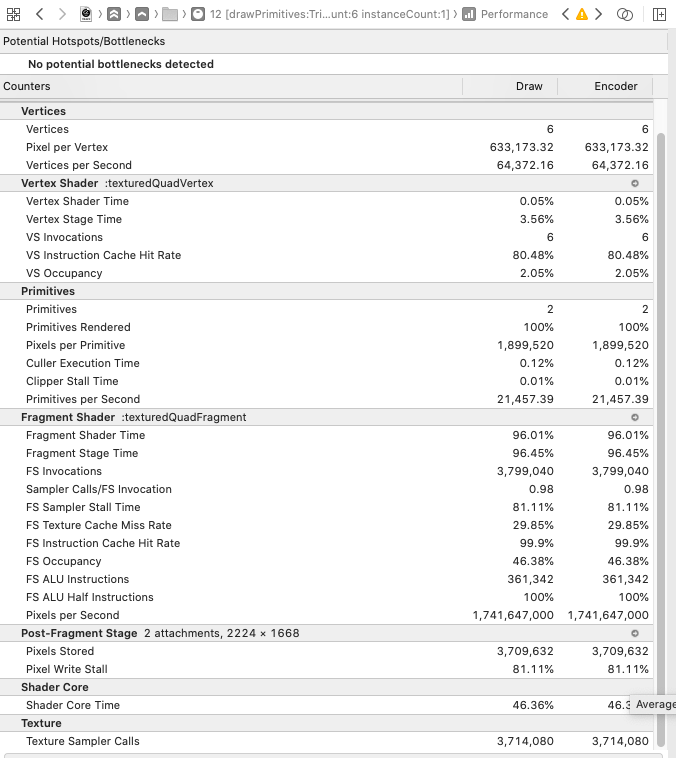 12 [drawPrimitives:Tri...unt:6 instanceCount:1] Performance
Potential Hotspots/Bottlenecks
No potential bottlenecks detected
Counters Draw Encoder
Vertices
Vertices 6 6
Pixel per Vertex 633,173.32 633,173.32
Vertices per Second 64,372.16 64,372.16
Vertex Shader :texturedQuadVertex
Vertex Shader Time 0.05% 0.05%
Vertex Stage Time 3.56% 3.56%
VS Invocations 6 6
VS Instruction Cache Hit Rate 80.48% 80.48%
VS Occupancy 2.05% 2.05%
Primitives
Primitives 2 2
Primitives Rendered 100% 100%
Pixels per Primitive 1,899,520 1,899,520
Culler Execution Time 0.12% 0.12%
Clipper Stall Time 0.01% 0.01%
Primitives per Second 21,457.39 21,457.39
Fragment Shader :texturedQuadFragment
Fragment Shader Time 96.01% 96.01%
Fragment Stage Time 96.45% 96.45%
FS Invocations 3,799,040 3,799,040
Sampler Calls/FS Invocation 0.98 0.98
FS Sampler Stall Time 81.11% 81.11%
FS Texture Cache Miss Rate 29.85% 29.85%
FS Instruction Cache Hit Rate 99.9% 99.9%
FS Occupancy 46.38% 46.38%
FS ALU Instructions 361,342 361,342
FS ALU Half Instructions 100% 100%
Pixels per Second 1,741,647,000 1,741,647,000
Post-Fragment Stage 2 attachments, 2224 × 1668
Pixels Stored 3,709,632 3,709,632
Pixel Write Stall 81.11% 81.11%
Shader Core
Shader Core Time 46.36% 46.3 Average
Texture
Texture Sampler Calls 3,714,080 3,714,080